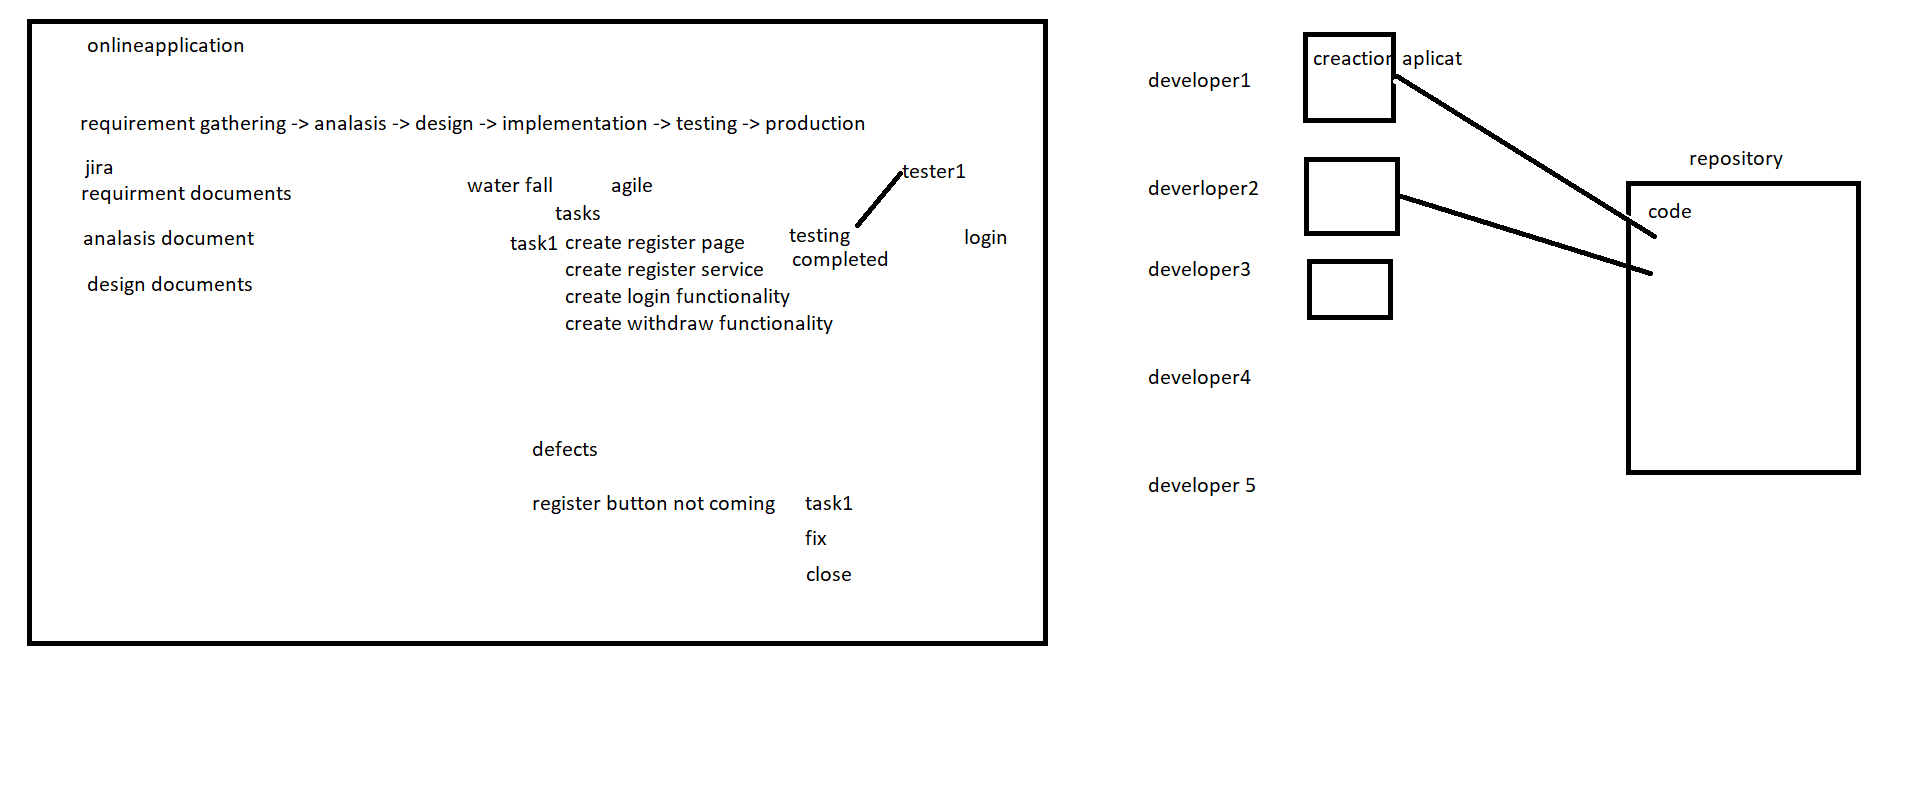 onlineapplication
requirement gathering -> analasis -> design -> implementation -> testing -> production
jira
requirment documents
analasis document
design documents
water fall
agile
tasks
task1 create register page
create register service
create login functionality
create withdraw functionality
tester1
testing
completed
login
defects
register button not coming
task1
fix
close
developer1
creaction aplicat
deverloper2
developer3
developer4
developer 5
repository
code